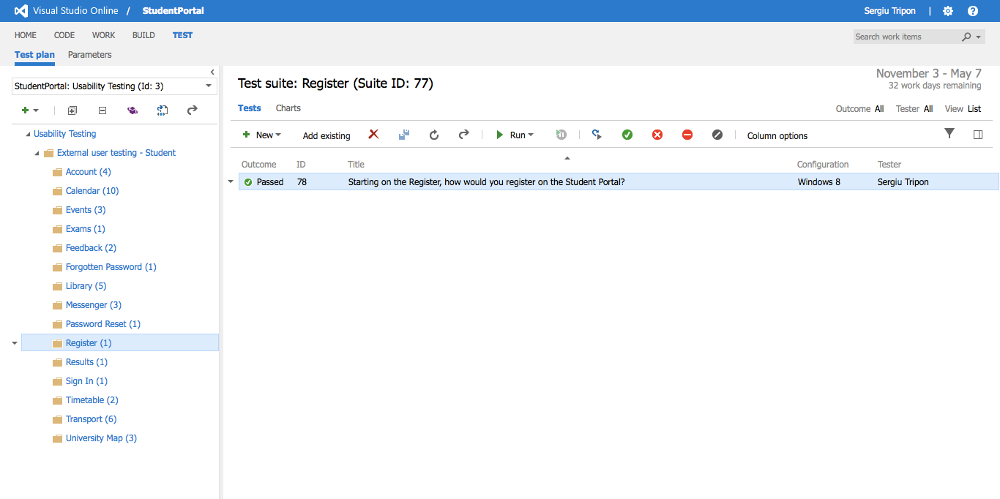 Visual Studio Online / StudentPortal
Sergiu Tripon | ?
HOME CODE WORK BUILD TEST
Search work items
Test plan Parameters
StudentPortal: Usability Testing (Id: 3)
Usability Testing
External user testing - Student
Account (4)
Calendar (10)
Events (3)
Exams (1)
Feedback (2)
Forgotten Password (1)
Library (5)
Messenger (3)
Password Reset (1)
Register (1)
Results (1)
Sign In (1)
Timetable (2)
Transport (6)
University Map (3)
Test suite: Register (Suite ID: 77)
November 3 - May 7
32 work days remaining
Tests Charts
Outcome All Tester All View List
New Add existing Run Column options
Outcome ID Title Configuration Tester
Passed 78 Starting on the Register, how would you register on the Student Portal? Windows 8 Sergiu Tripon